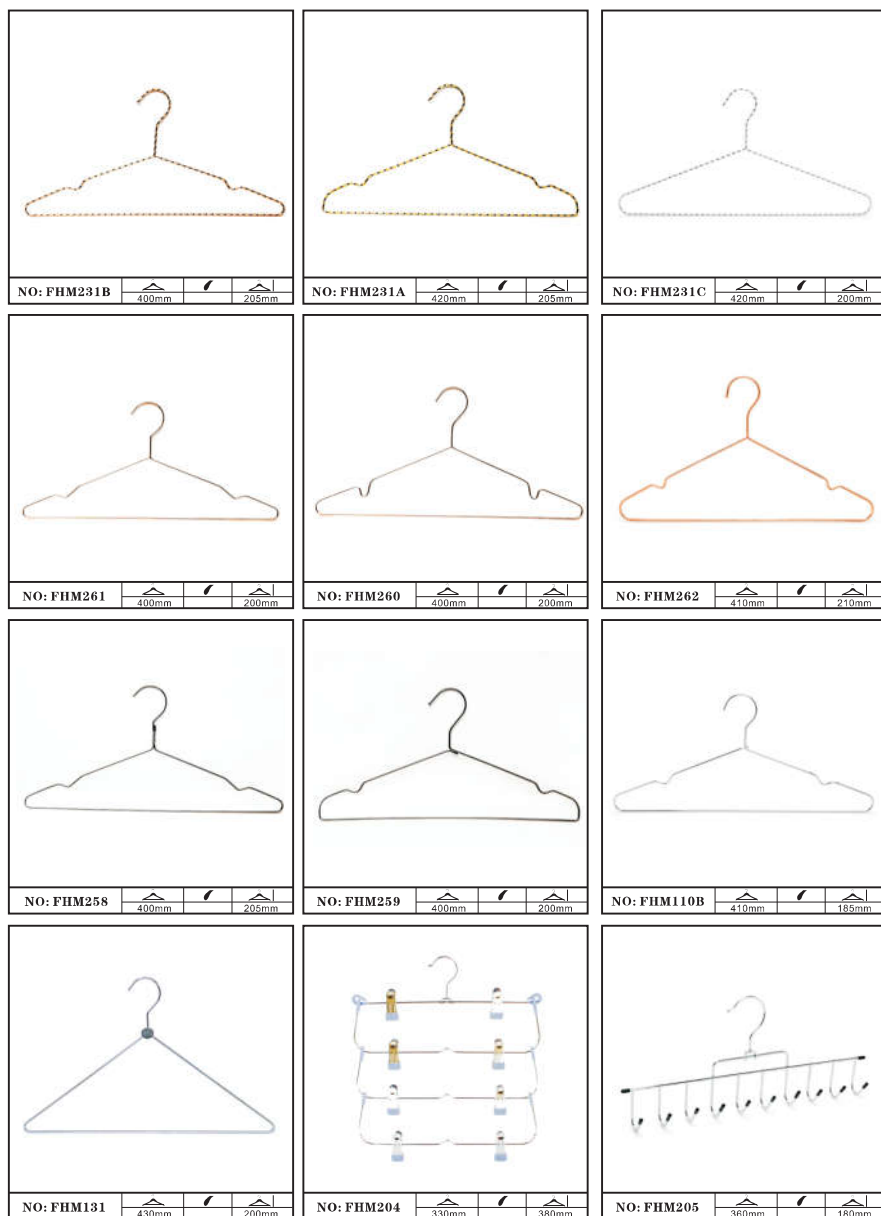 NO: FHM231B 400mm 205mm
NO: FHM231A 420mm 205mm
NO: FHM231C 420mm 200mm
NO: FHM261 400mm 200mm
NO: FHM260 400mm 200mm
NO: FHM262 410mm 210mm
NO: FHM258 400mm 205mm
NO: FHM259 400mm 200mm
NO: FHM110B 410mm 185mm
NO: FHM131 430mm 200mm
NO: FHM204 330mm 380mm
NO: FHM205 360mm 180mm